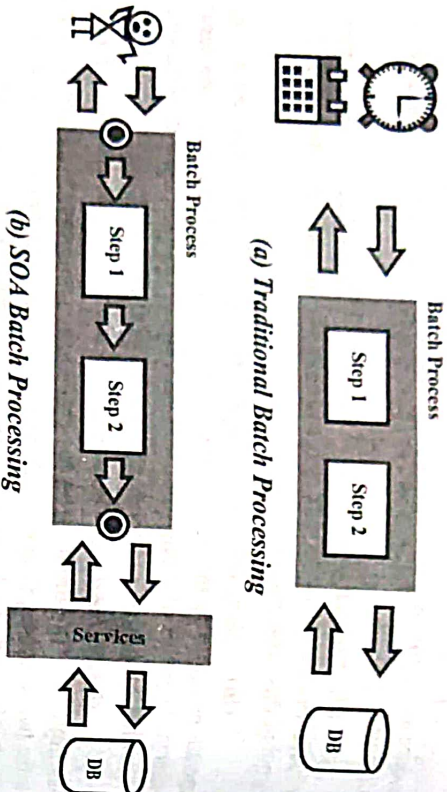 Batch Process
Step 1
Step 2
DB
(a) Traditional Batch Processing
Batch Process
Step 1
Step 2
Services
DB
(b) SOA Batch Processing